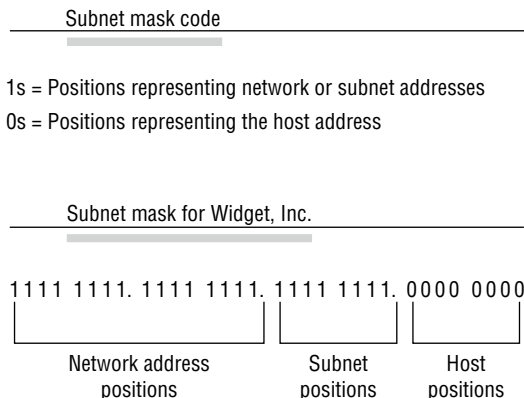 Subnet mask code
1s = Positions representing network or subnet addresses
0s = Positions representing the host address
Subnet mask for Widget, Inc.
1111 1111. 1111 1111. 1111 1111. 0000 0000
Network address positions
Subnet positions
Host positions